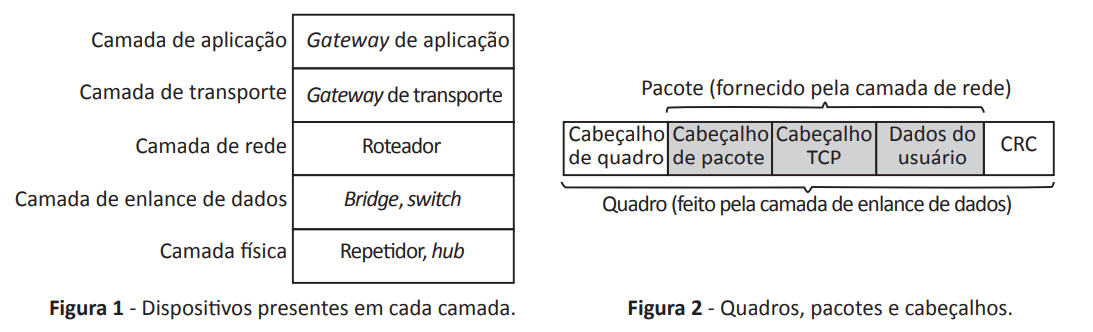 Camada de aplicação
Gateway de aplicação
Camada de transporte
Gateway de transporte
Camada de rede
Roteador
Camada de enlance de dados
Bridge, switch
Camada física
Repetidor, hub
Figura 1 - Dispositivos presentes em cada camada.
Pacote (fornecido pela camada de rede)
Cabeçalho
de quadro
Cabeçalho
de pacote
Cabeçalho
TCP
Dados do
usuário
CRC
Quadro (feito pela camada de enlance de dados)
Figura 2 - Quadros, pacotes e cabeçalhos.